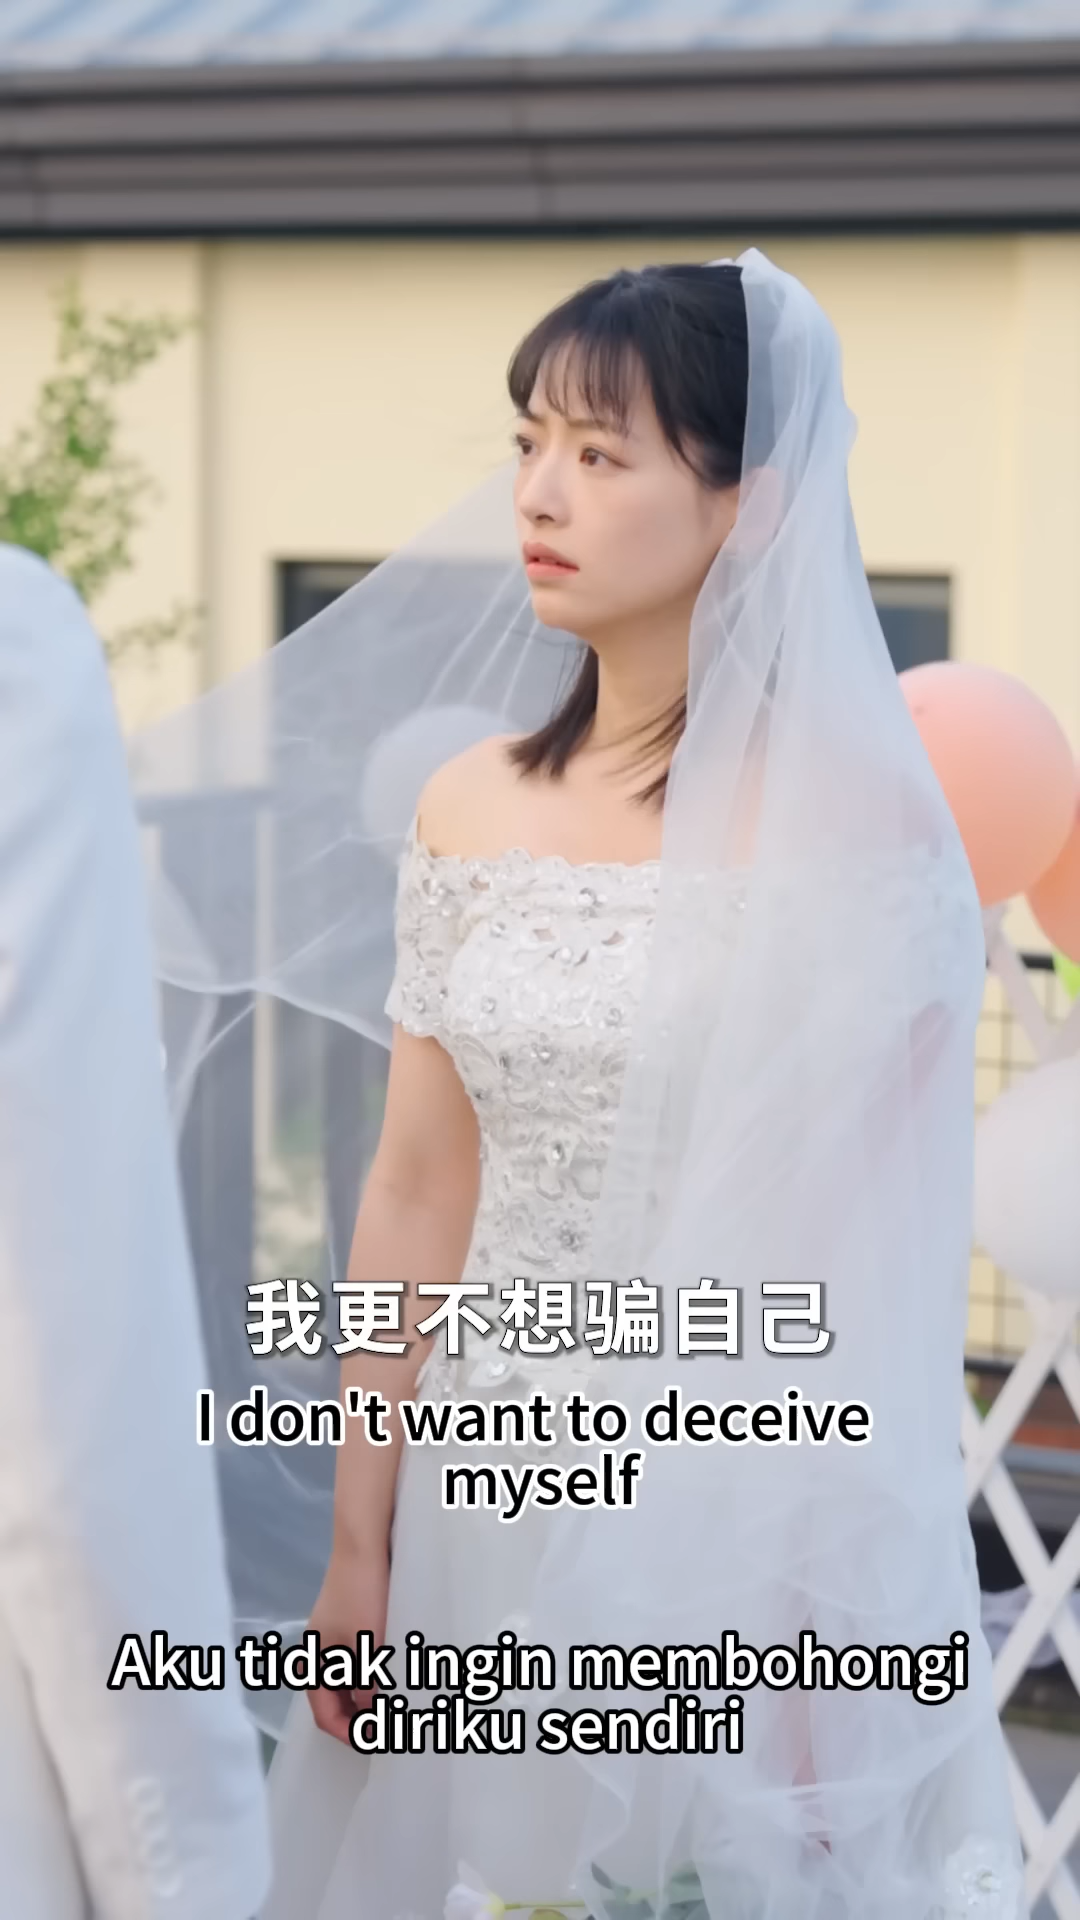 我更不想骗自己
I don't want to deceive
myself
Aku tidak ingin membohongi
diriku sendiri